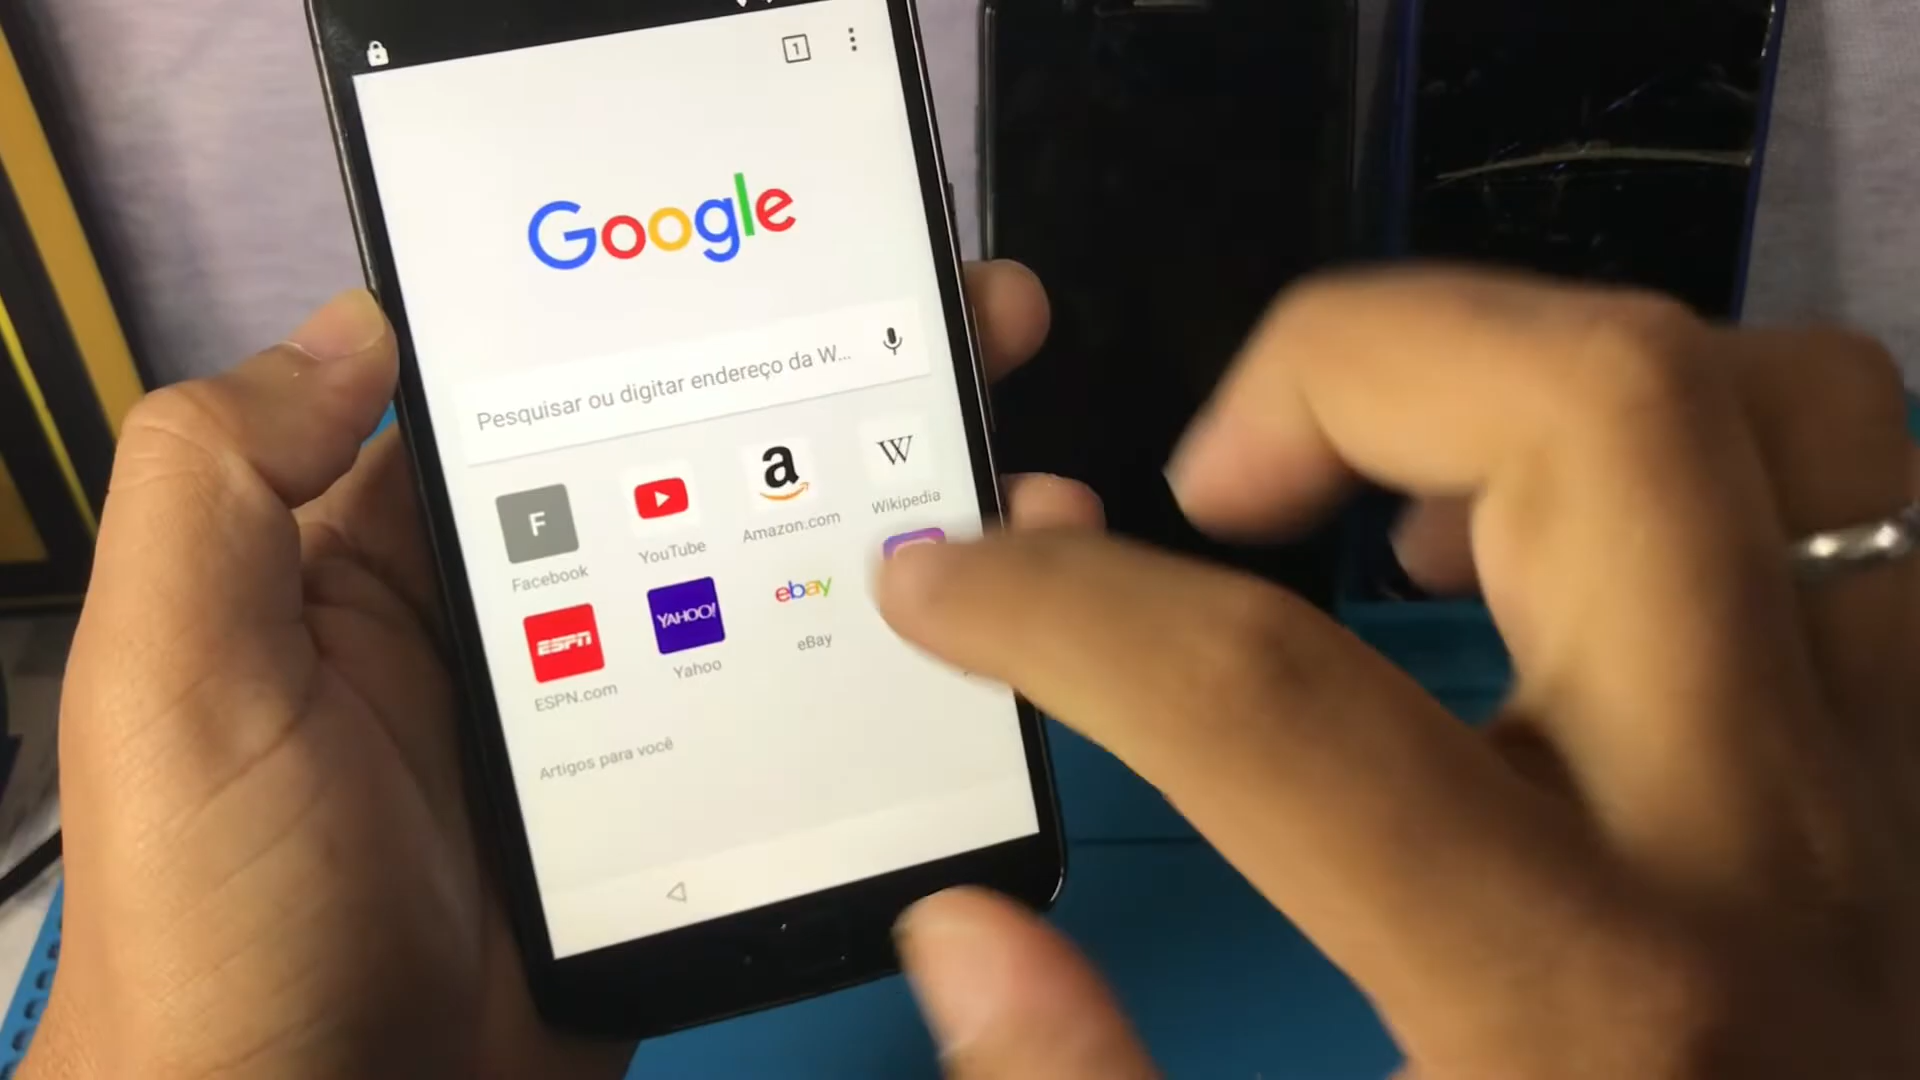 1
Google
Pesquisar ou digitar endereço da W...
F
a
W
Facebook
YouTube
Amazon.com
Wikipedia
ESPN
YAHOO!
ebay
ESPN.com
Yahoo
eBay
Artigos para você